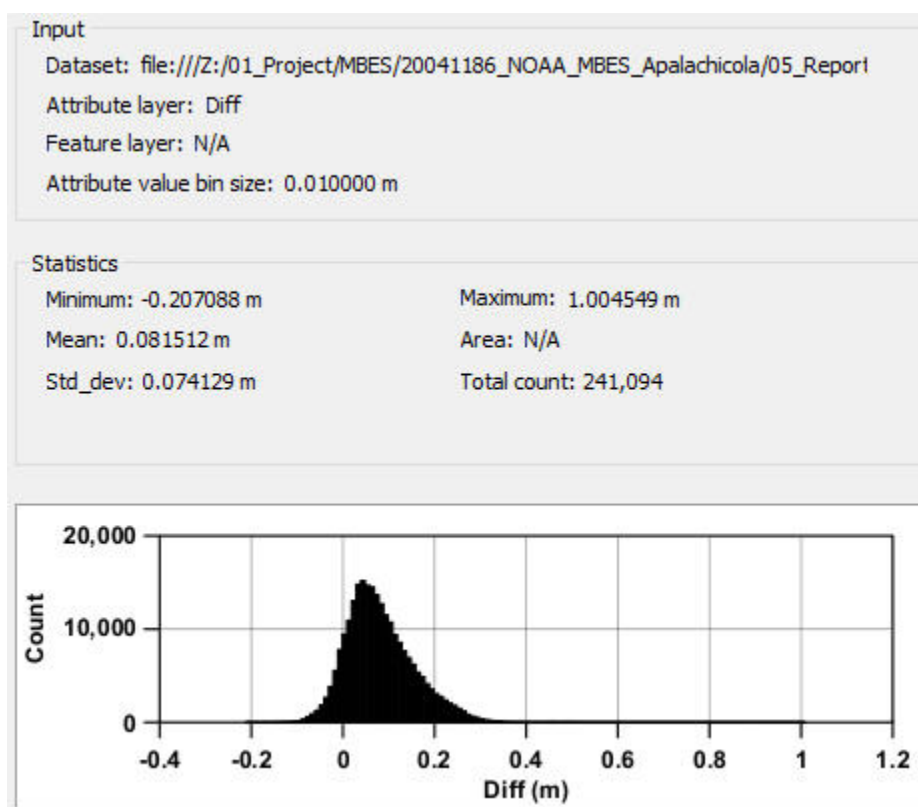 Input
Dataset: file:///Z:/01_Project/MBES/20041186_NOAA_MBES_Apalachicola/05_Report
Attribute layer: Diff
Feature layer: N/A
Attribute value bin size: 0.010000 m
Statistics
Minimum: -0.207088 m Maximum: 1.004549 m
Mean: 0.081512 m Area: N/A
Std_dev: 0.074129 m Total count: 241,094
20,000
10,000
0
Count
-0.4 -0.2 0 0.2 0.4 0.6 0.8 1 1.2
Diff (m)